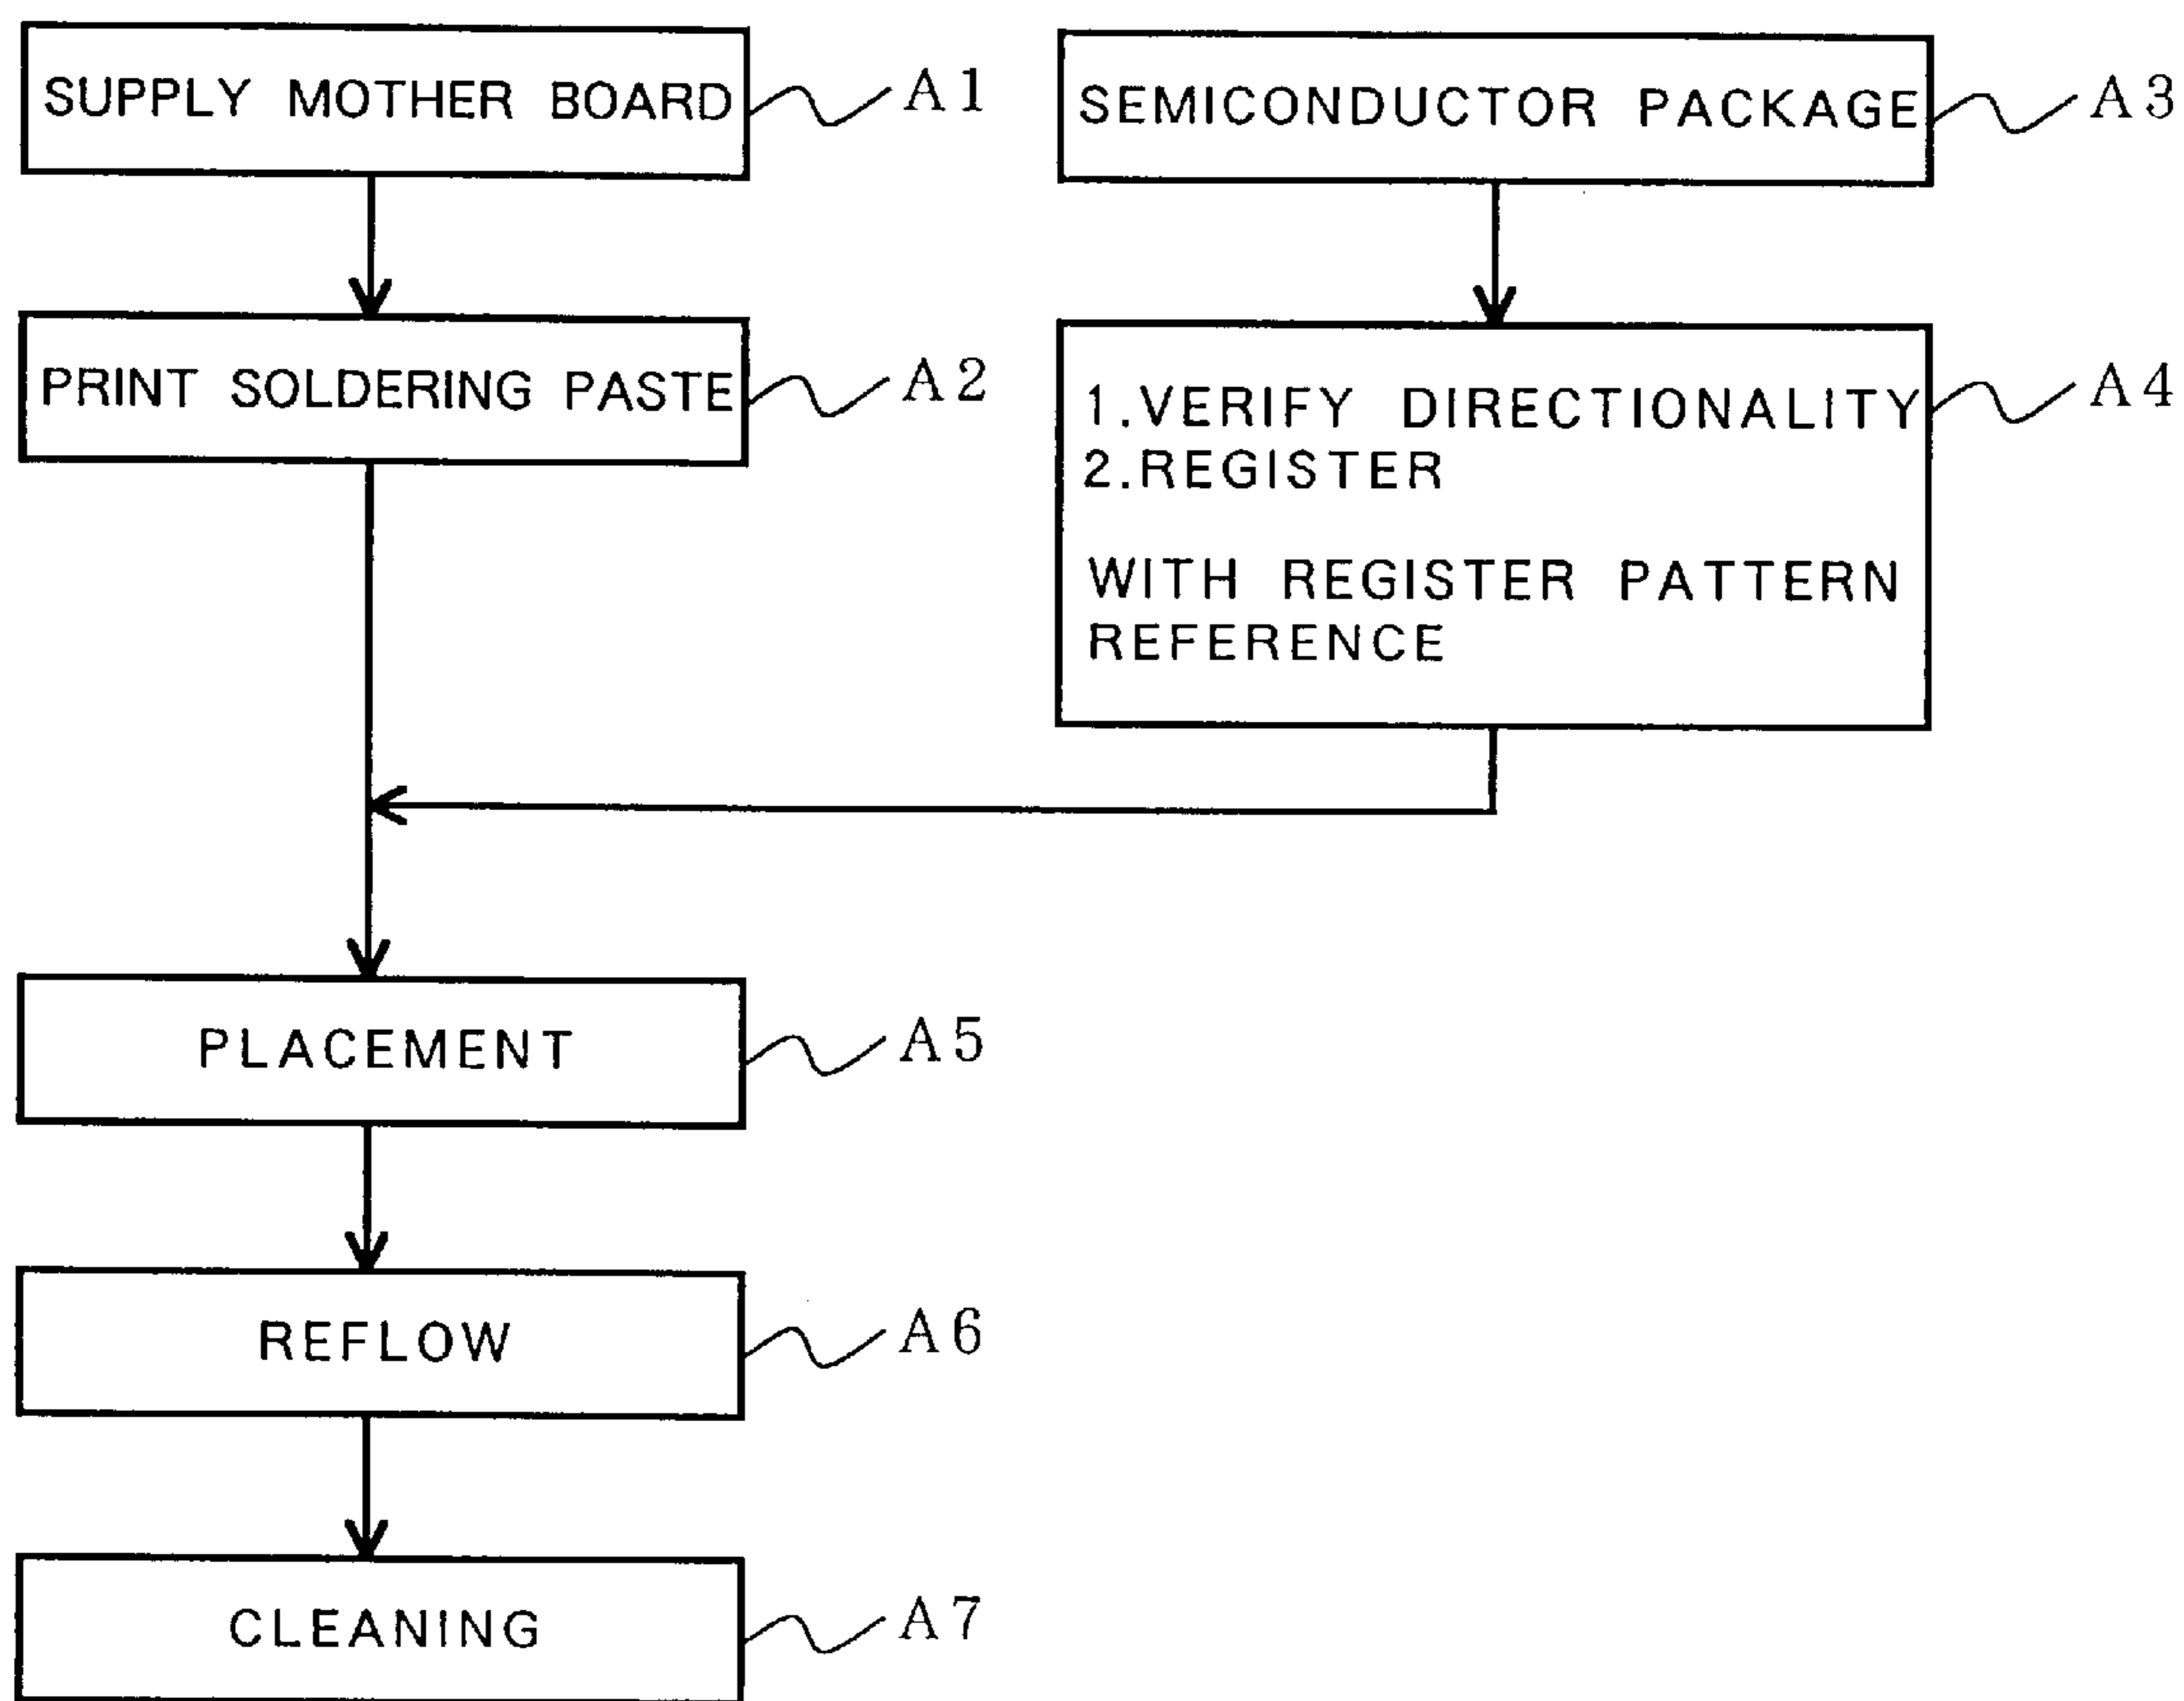 SUPPLY MOTHER BOARD
A1
SEMICONDUCTOR PACKAGE
A3
PRINT SOLDERING PASTE
A2
1.VERIFY DIRECTIONALITY
2.REGISTER
WITH REGISTER PATTERN
REFERENCE
A4
PLACEMENT
A5
REFLOW
A6
CLEANING
A7